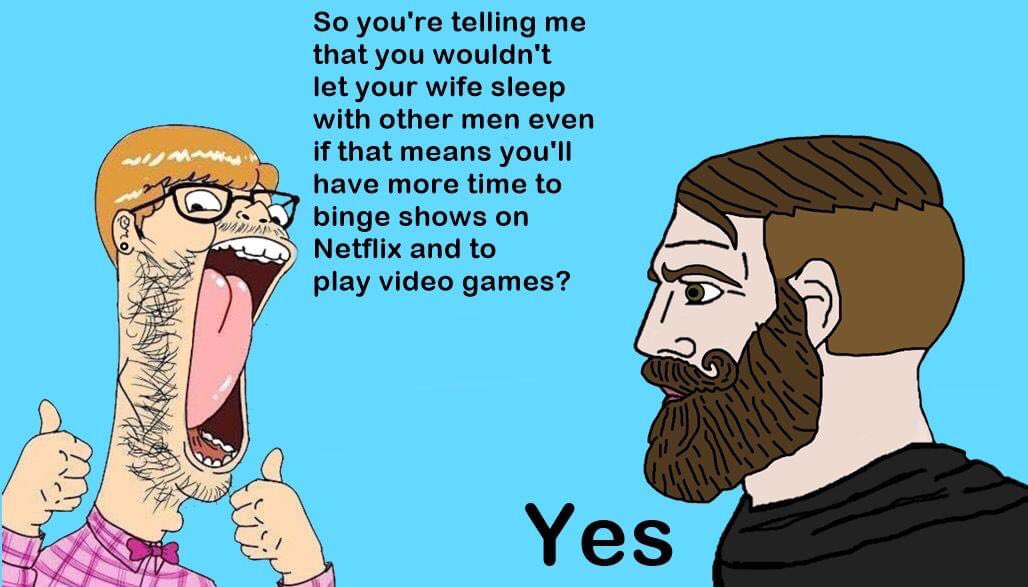 So you're telling me
that you wouldn't
let your wife sleep
with other men even
if that means you'll
have more time to
binge shows on
Netflix and to
play video games?
Yes